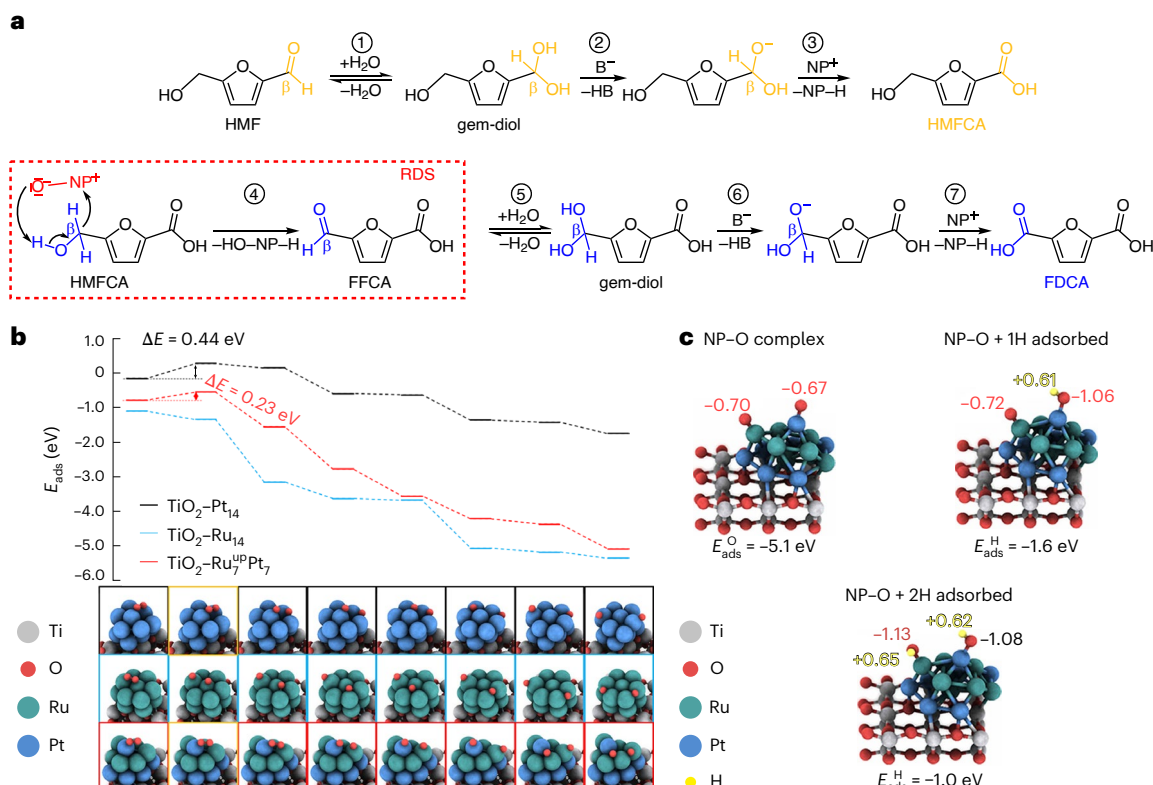 a
① ② ③
+H2O
−H2O
B−
−HB
NP+
−NP–H
O
β H
HO
O
HMF
H OH
β OH
HO
O
gem-diol
H O−
β OH
HO
O
O
OH
HO
O
HMFCA
RDS
O− NP+
H
β
H O H
O
O
OH
HMFCA
④
−HO–NP–H
O
β
H
O
O
OH
FFCA
⑤ ⑥ ⑦
+H2O
−H2O
B−
−HB
NP+
−NP–H
HO
β
HO H
O
O
OH
gem-diol
O−
β
HO H
O
O
OH
O
HO
O
O
OH
FDCA
b
ΔE = 0.44 eV
ΔE = 0.23 eV
1.0
0
−1.0
−2.0
−3.0
−4.0
−5.0
−6.0
Eads (eV)
TiO2–Pt14
TiO2–Ru14
TiO2–Ru7upPt7
Ti
O
Ru
Pt
c
NP–O complex
−0.70
−0.67
EadsO = −5.1 eV
NP–O + 1H adsorbed
+0.61
−0.72
−1.06
EadsH = −1.6 eV
NP–O + 2H adsorbed
+0.62
−1.13
−1.08
+0.65
EadsH = −1.0 eV
Ti
O
Ru
Pt
H